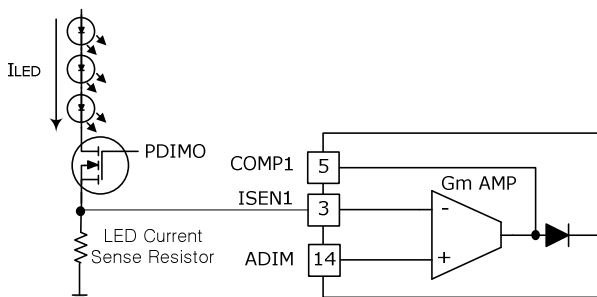 ILED
PDIMO
COMP1
5
Gm AMP
ISEN1
3
-
LED Current
Sense Resistor
ADIM
14
+